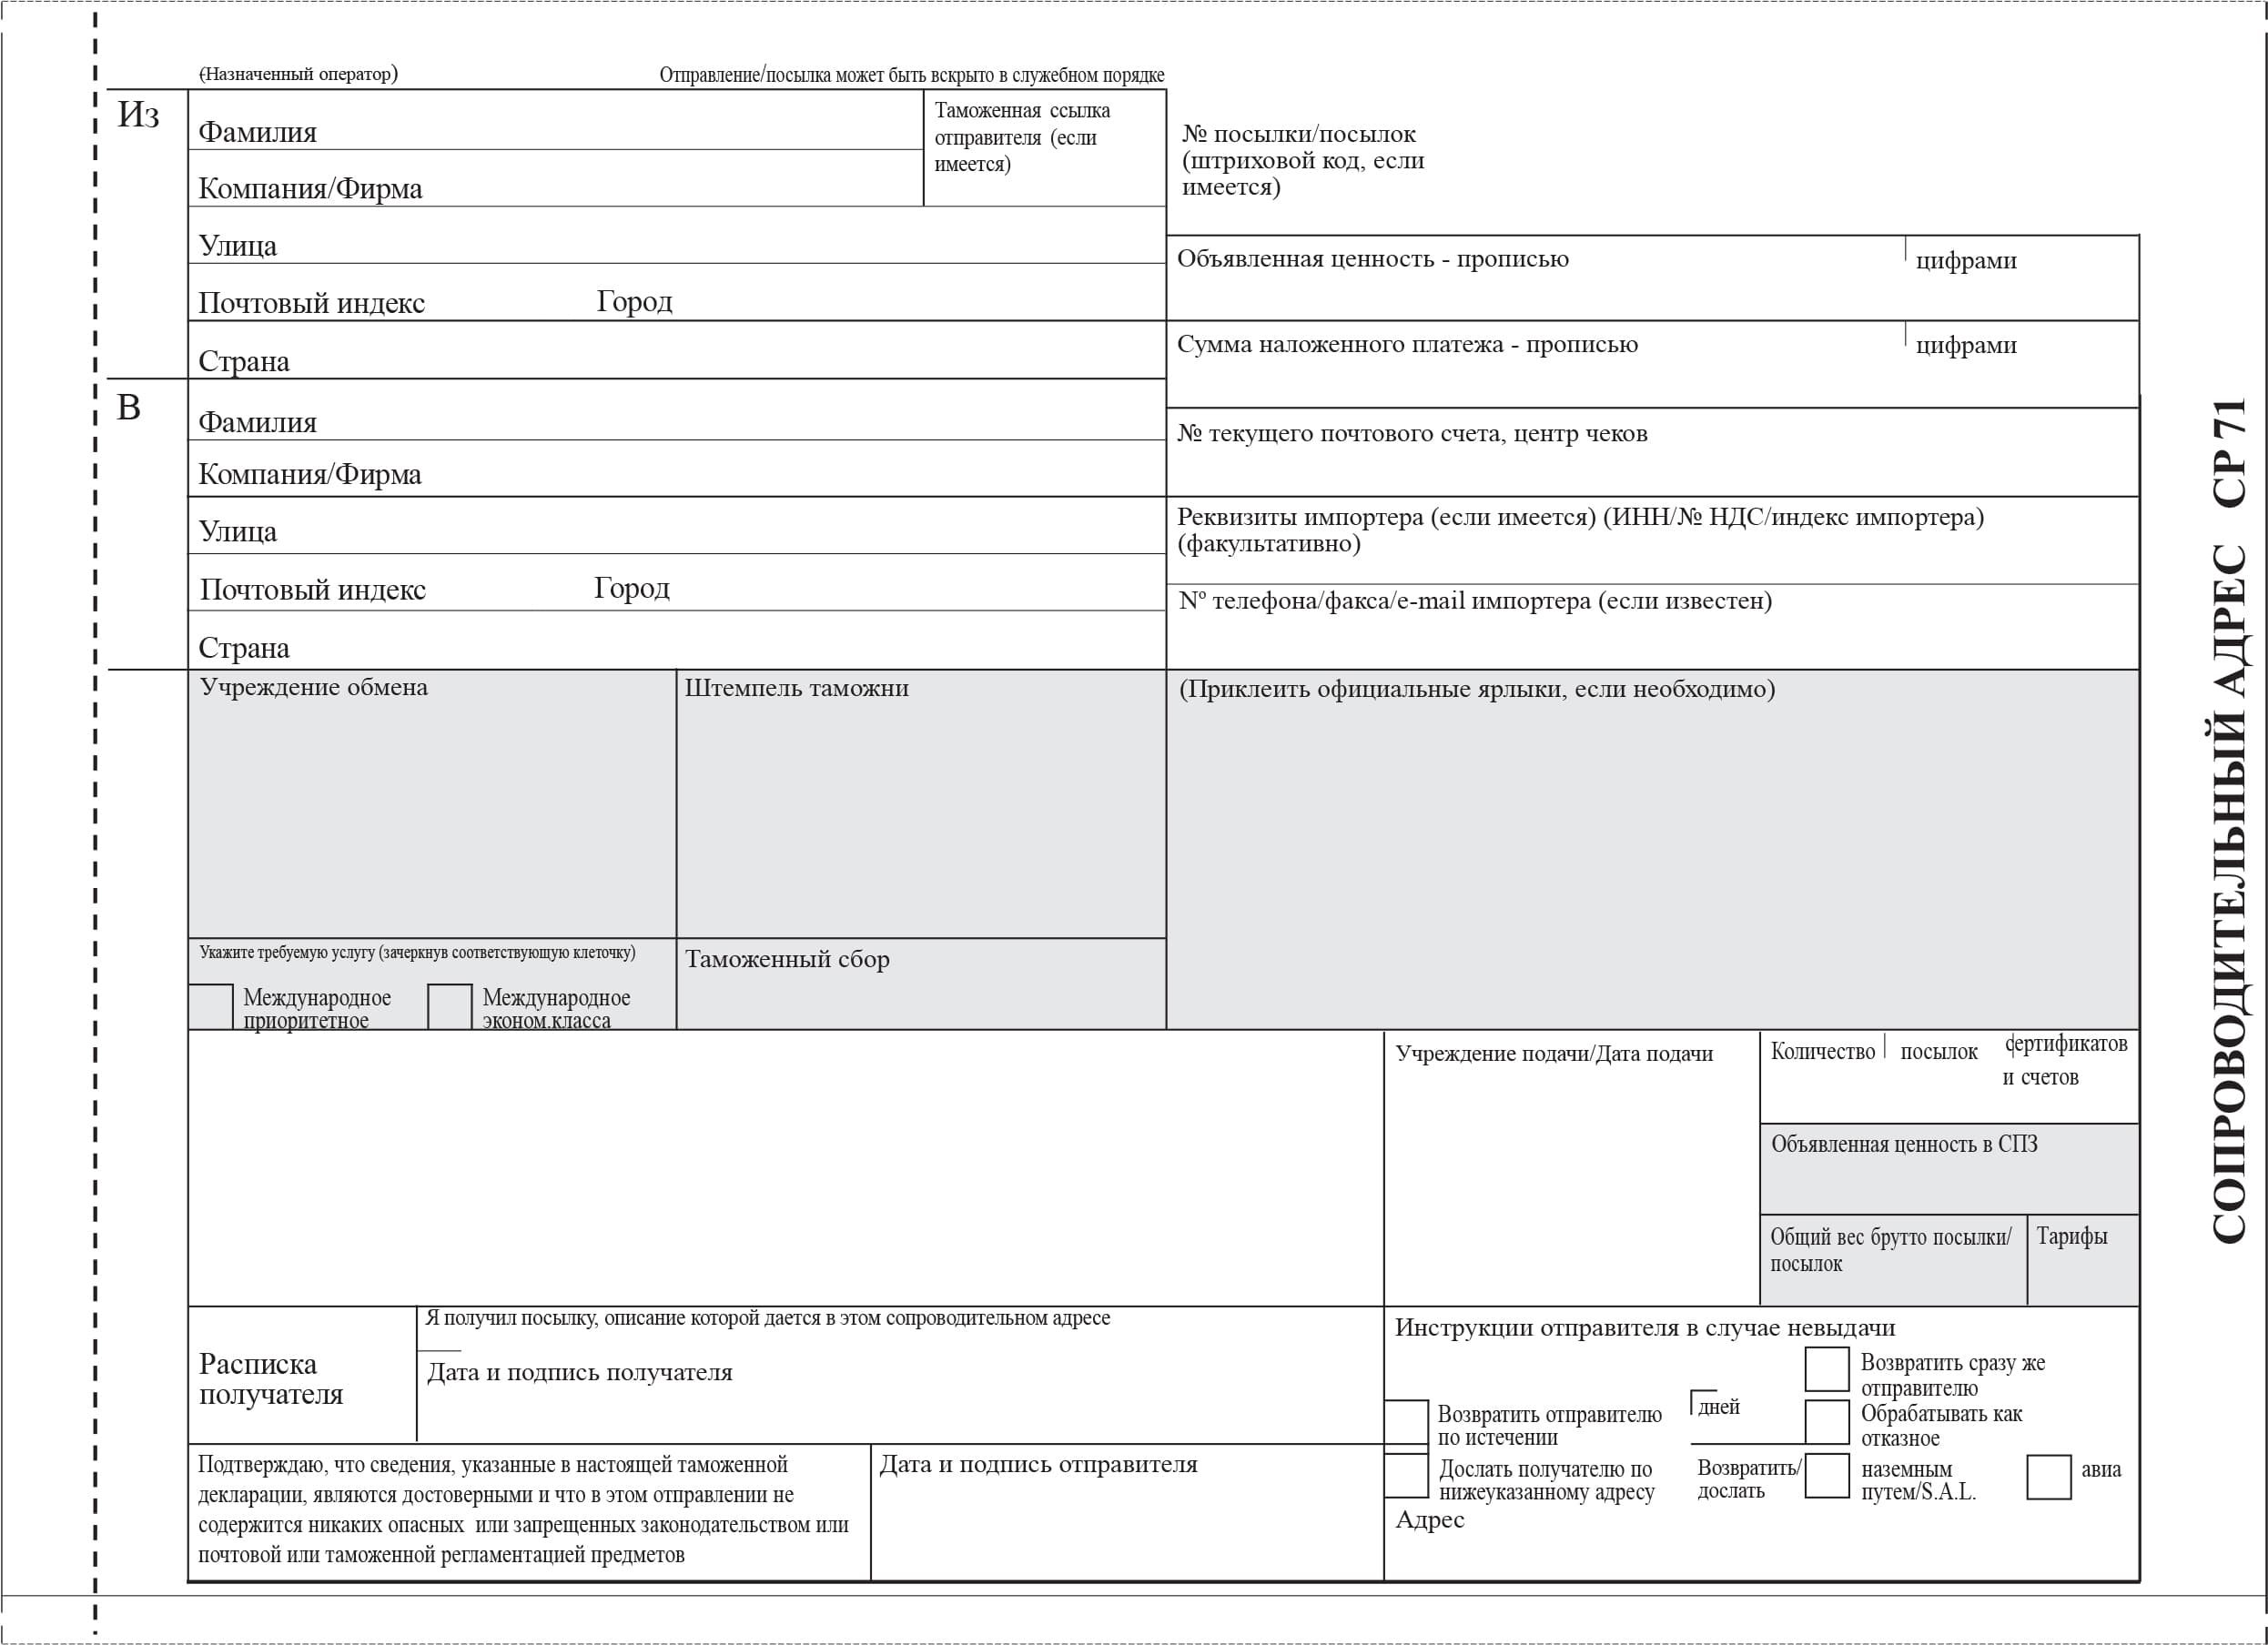 (Назначенный оператор)
Отправление/посылка может быть вскрыто в служебном порядке
Из
Фамилия
Таможенная ссылка
отправителя (если
имеется)
Компания/Фирма
Улица
Почтовый индекс Город
Страна
№ посылки/посылок
(штриховой код, если
имеется)
Объявленная ценность - прописью
цифрами
Сумма наложенного платежа - прописью
цифрами
В
Фамилия
Компания/Фирма
Улица
Почтовый индекс Город
Страна
№ текущего почтового счета, центр чеков
Реквизиты импортера (если имеется) (ИНН/№ НДС/индекс импортера)
(факультативно)
Nº телефона/факса/e-mail импортера (если известен)
Учреждение обмена
Штемпель таможни
(Приклеить официальные ярлыки, если необходимо)
Укажите требуемую услугу (зачеркнув соответствующую клеточку)
Международное
приоритетное
Международное
эконом.класса
Таможенный сбор
Учреждение подачи/Дата подачи
Количество посылок сертификатов
и счетов
Объявленная ценность в СПЗ
Общий вес брутто посылки/
посылок
Тарифы
Расписка
получателя
Я получил посылку, описание которой дается в этом сопроводительном адресе
Дата и подпись получателя
Подтверждаю, что сведения, указанные в настоящей таможенной
декларации, являются достоверными и что в этом отправлении не
содержится никаких опасных или запрещенных законодательством или
почтовой или таможенной регламентацией предметов
Дата и подпись отправителя
Инструкции отправителя в случае невыдачи
Возвратить отправителю
по истечении
дней
Возвратить сразу же
отправителю
Обрабатывать как
отказное
Дослать получателю по
нижеуказанному адресу
Возвратить/
дослать
наземным
путем/S.A.L.
авиа
Адрес
СОПРОВОДИТЕЛЬНЫЙ АДРЕС CP 71